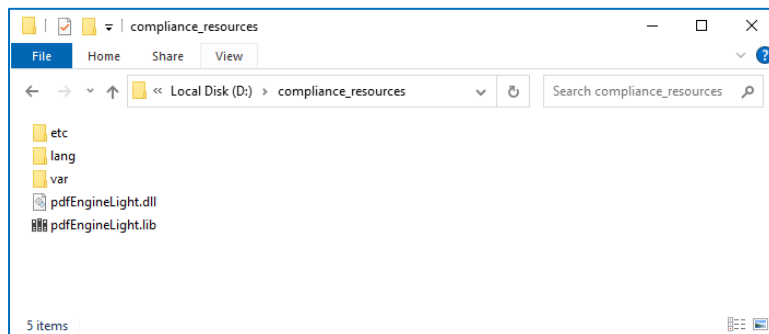 compliance_resources
File Home Share View ?
« Local Disk (D:) › compliance_resources Search compliance_resources
etc
lang
var
pdfEngineLight.dll
pdfEngineLight.lib
5 items